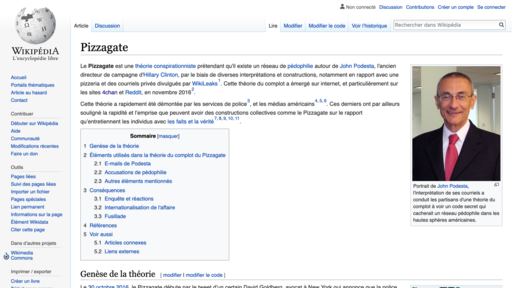 Non connecté Discussion Contributions Créer un compte Se connecter
Article Discussion Lire Modifier Modifier le code Voir l'historique Rechercher dans Wikipédia
WIKIPÉDIA
L'encyclopédie libre
Accueil
Portails thématiques
Article au hasard
Contact
Contribuer
Débuter sur Wikipédia
Aide
Communauté
Modifications récentes
Faire un don
Outils
Pages liées
Suivi des pages liées
Importer un fichier
Pages spéciales
Lien permanent
Informations sur la page
Élément Wikidata
Citer cette page
Dans d'autres projets
Wikimedia
Commons
Imprimer / exporter
Créer un livre
Pizzagate
Le Pizzagate est une théorie conspirationniste prétendant qu'il existe un réseau de pédophilie autour de John Podesta, l'ancien
directeur de campagne d'Hillary Clinton, par le biais de diverses interprétations et constructions, notamment en rapport avec une
pizzeria et des courriels privés divulgués par WikiLeaks1. Cette théorie du complot a émergé sur internet, et particulièrement sur
les sites 4chan et Reddit, en novembre 20162.
Cette théorie a rapidement été démontée par les services de police3, et les médias américains4, 5, 6. Ces derniers ont par ailleurs
souligné la rapidité et l'emprise que peuvent avoir des constructions collectives comme le Pizzagate sur le rapport
qu'entretiennent les individus avec les faits et la vérité7, 8, 9, 10, 11.
Sommaire [masquer]
1 Genèse de la théorie
2 Éléments utilisés dans la théorie du complot du Pizzagate
2.1 E-mails de Podesta
2.2 Accusations de pédophilie
2.3 Autres éléments mentionnés
3 Conséquences
3.1 Enquête et réactions
3.2 Internationalisation de l'affaire
3.3 Fusillade
4 Références
5 Voir aussi
5.1 Articles connexes
5.2 Liens externes
Portrait de John Podesta,
l'interprétation de ses courriels a
conduit les partisans d'une théorie du
complot à y voir un code secret qui
cacherait un réseau pédophile dans les
hautes sphères américaines.
Genèse de la théorie [ modifier | modifier le code ]
Le 30 octobre 2016, le Pizzagate débute par le tweet d'un certain David Goldberg, avocat à New York qui annonce que la police